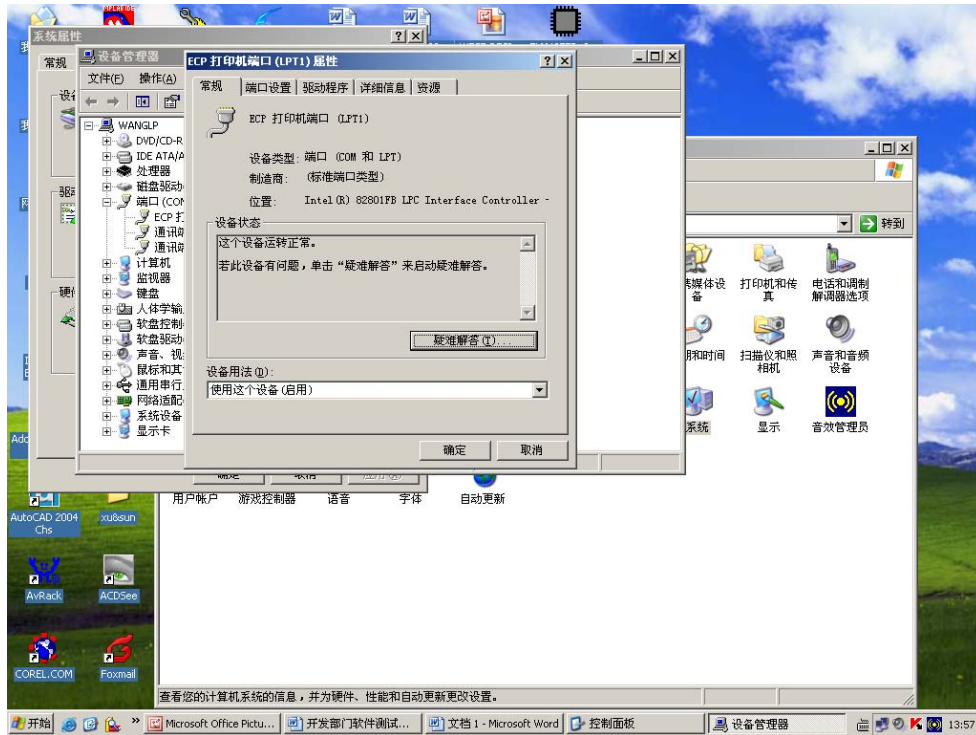 系统属性
常规
设备管理器
文件(F) 操作(A)
WANGLP
DVD/CD-R
IDE ATA/A
处理器
磁盘驱动
端口 (COM
ECP 打
通讯端
通讯端
计算机
监视器
键盘
人体学输
软盘控制
软盘驱动
声音、视
鼠标和其
通用串行
网络适配
系统设备
显示卡
ECP 打印机端口 (LPT1) 属性
常规 端口设置 驱动程序 详细信息 资源
ECP 打印机端口 (LPT1)
设备类型: 端口 (COM 和 LPT)
制造商: (标准端口类型)
位置: Intel(R) 82801FB LPC Interface Controller -
设备状态
这个设备运转正常。
若此设备有问题，单击“疑难解答”来启动疑难解答。
疑难解答(T)...
设备用法(D):
使用这个设备(启用)
确定 取消
转到
打印机和传真
电话和调制解调器选项
扫描仪和照相机
声音和音频设备
系统
显示
音效管理员
用户帐户 游戏控制器 语音 字体 自动更新
AutoCAD 2004 Chs
xu&sun
AvRack
ACDSee
COREL.COM
Foxmail
查看您的计算机系统的信息，并为硬件、性能和自动更新更改设置。
开始
Microsoft Office Pictu...
开发部门软件测试...
文档 1 - Microsoft Word
控制面板
设备管理器
13:57